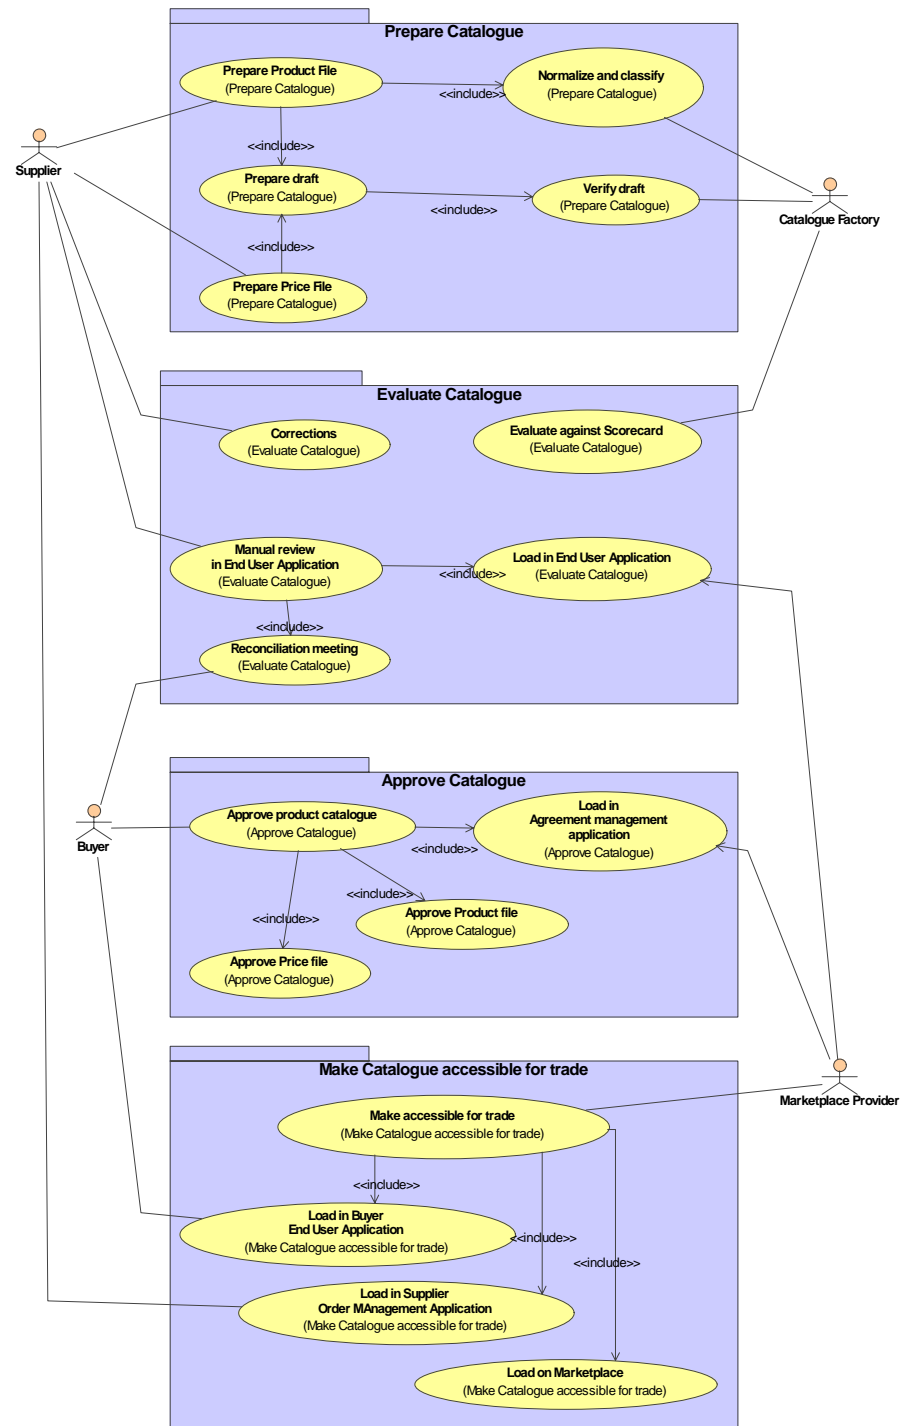 Prepare Catalogue
Prepare Product File
(Prepare Catalogue)
Normalize and classify
(Prepare Catalogue)
<<include>>
<<include>>
Supplier
Prepare draft
(Prepare Catalogue)
Verify draft
(Prepare Catalogue)
<<include>>
Catalogue Factory
<<include>>
Prepare Price File
(Prepare Catalogue)
Evaluate Catalogue
Corrections
(Evaluate Catalogue)
Evaluate against Scorecard
(Evaluate Catalogue)
Manual review
in End User Application
(Evaluate Catalogue)
Load in End User Application
(Evaluate Catalogue)
<<include>>
<<include>>
Reconciliation meeting
(Evaluate Catalogue)
Approve Catalogue
Approve product catalogue
(Approve Catalogue)
Load in
Agreement management
application
(Approve Catalogue)
<<include>>
Buyer
<<include>>
<<include>>
Approve Product file
(Approve Catalogue)
Approve Price file
(Approve Catalogue)
Make Catalogue accessible for trade
Marketplace Provider
Make accessible for trade
(Make Catalogue accessible for trade)
<<include>>
Load in Buyer
End User Application
(Make Catalogue accessible for trade)
<<include>>
<<include>>
Load in Supplier
Order MAnagement Application
(Make Catalogue accessible for trade)
Load on Marketplace
(Make Catalogue accessible for trade)